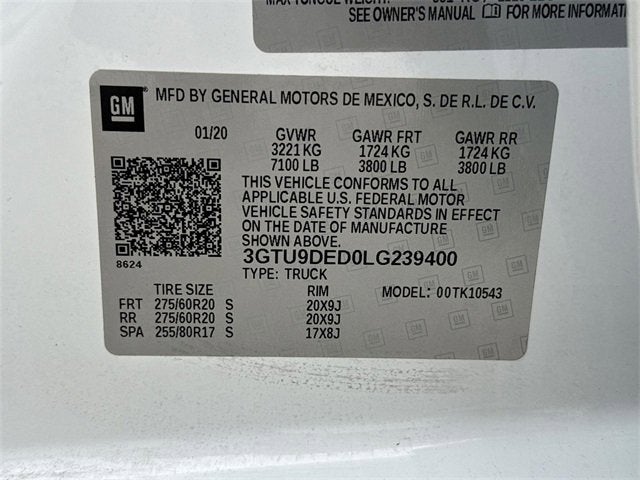 SEE OWNER'S MANUAL FOR MORE INFORMATI
GM MFD BY GENERAL MOTORS DE MEXICO, S. DE R.L. DE C.V.
01/20 GVWR GAWR FRT GAWR RR
3221 KG 1724 KG 1724 KG
7100 LB 3800 LB 3800 LB
THIS VEHICLE CONFORMS TO ALL
APPLICABLE U.S. FEDERAL MOTOR
VEHICLE SAFETY STANDARDS IN EFFECT
ON THE DATE OF MANUFACTURE
SHOWN ABOVE.
8624
3GTU9DED0LG239400
TYPE: TRUCK
TIRE SIZE RIM MODEL: 00TK10543
FRT 275/60R20 S 20X9J
RR 275/60R20 S 20X9J
SPA 255/80R17 S 17X8J